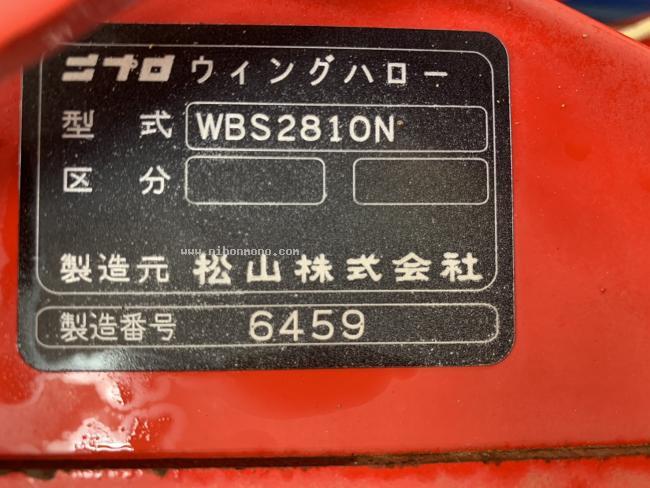 ニプロ ウィングハロー
型式 WBS2810N
区分
www.nihonmono.com
製造元 松山株式会社
製造番号 6459